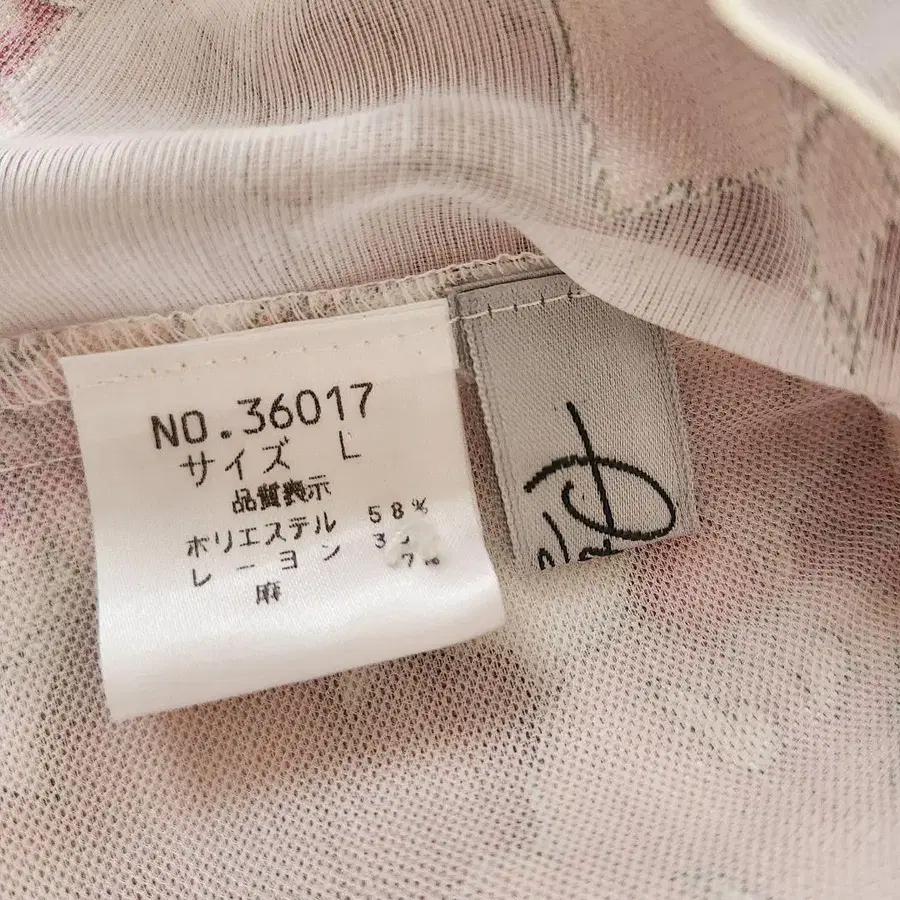 NO.36017
サイズ L
品質表示
ポリエステル 58%
レーヨン
麻 7%